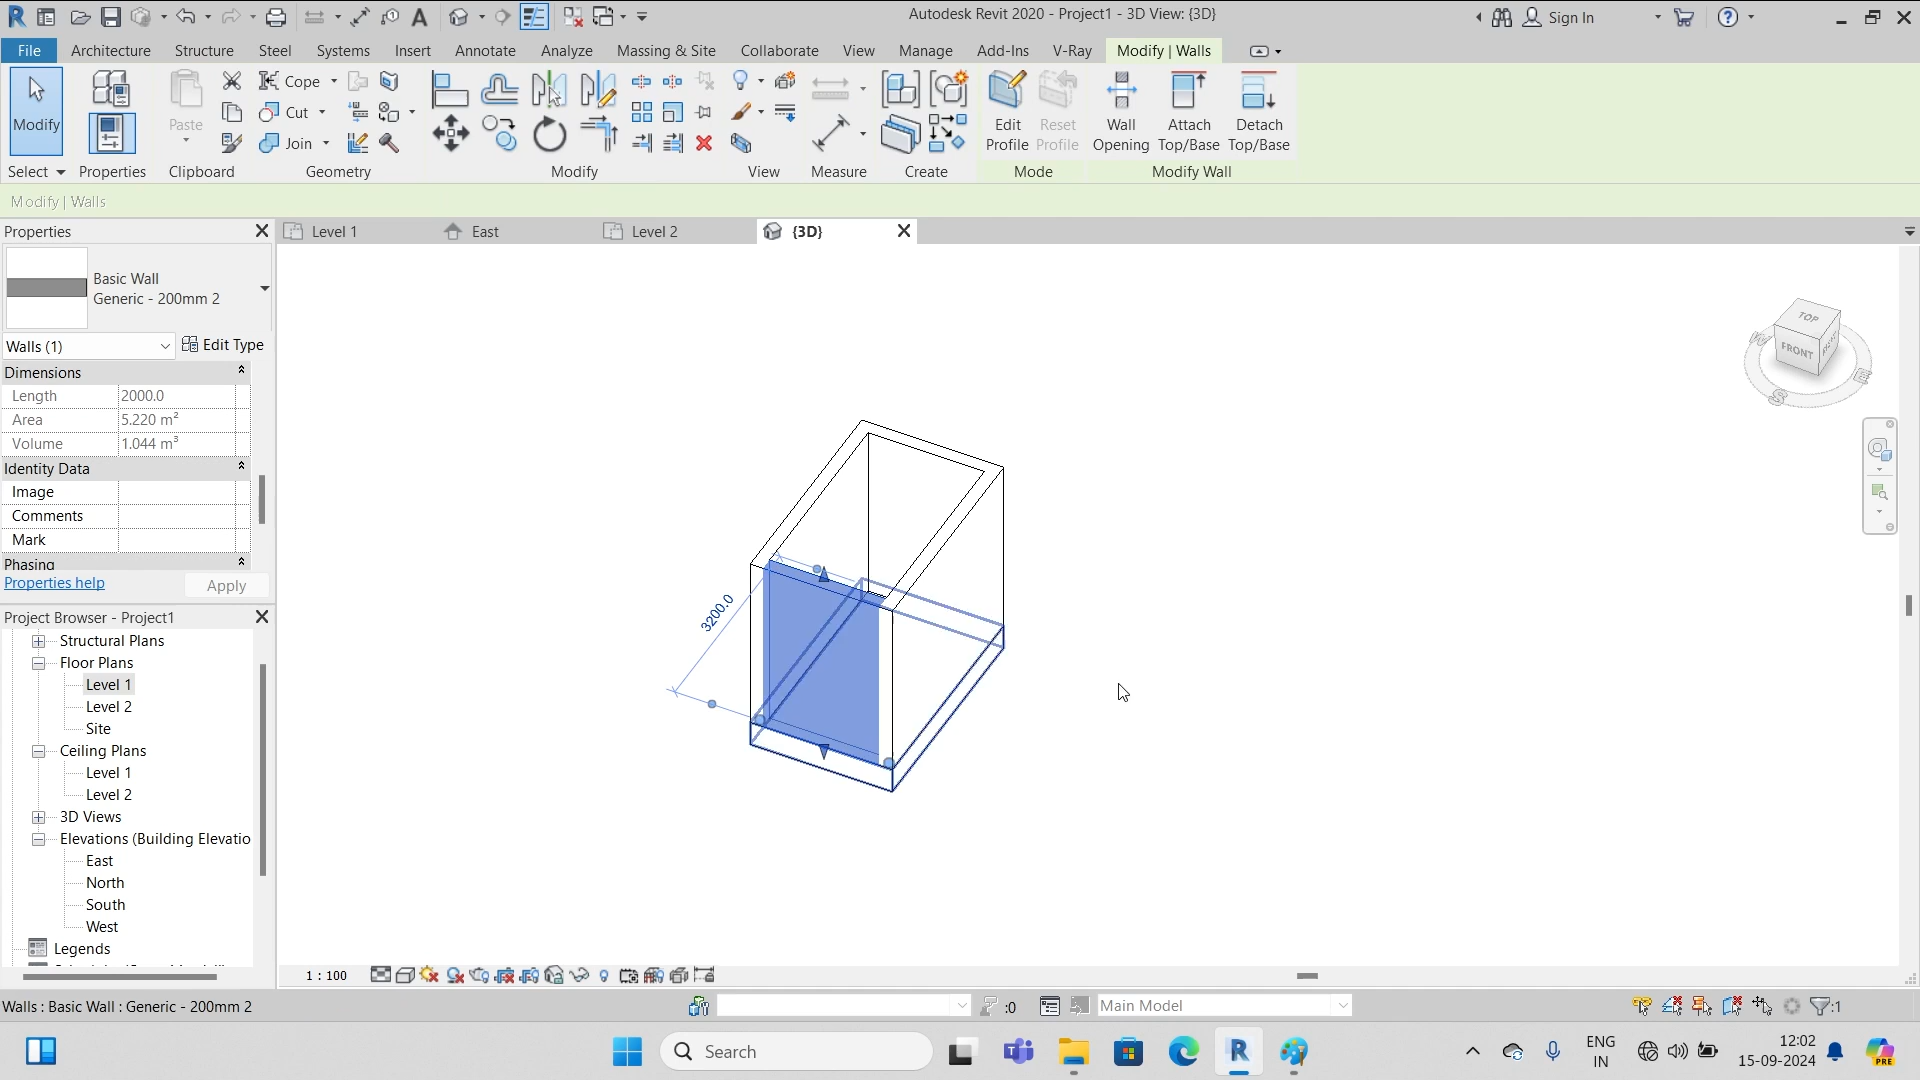 Autodesk Revit 2020 - Project1 - 3D View: {3D}
Sign In
File
Architecture
Structure
Steel
Systems
Insert
Annotate
Analyze
Massing & Site
Collaborate
View
Manage
Add-Ins
V-Ray
Modify | Walls
Modify
Paste
Cope
Cut
Join
Edit
Profile
Reset
Profile
Wall
Opening
Attach
Top/Base
Detach
Top/Base
Select
Properties
Clipboard
Geometry
Modify
View
Measure
Create
Mode
Modify Wall
Modify | Walls
Properties
Level 1
East
Level 2
{3D}
Basic Wall
Generic - 200mm 2
Walls (1)
Edit Type
Dimensions
Length 2000.0
Area 5.220 m²
Volume 1.044 m³
Identity Data
Image
Comments
Mark
Phasing
Properties help
Apply
Project Browser - Project1
Structural Plans
Floor Plans
Level 1
Level 2
Site
Ceiling Plans
Level 1
Level 2
3D Views
Elevations (Building Elevatio
East
North
South
West
Legends
3200.0
TOP
FRONT
W
S
E
1 : 100
Walls : Basic Wall : Generic - 200mm 2
:0
Main Model
:1
Search
ENG
IN
12:02
15-09-2024
PRE